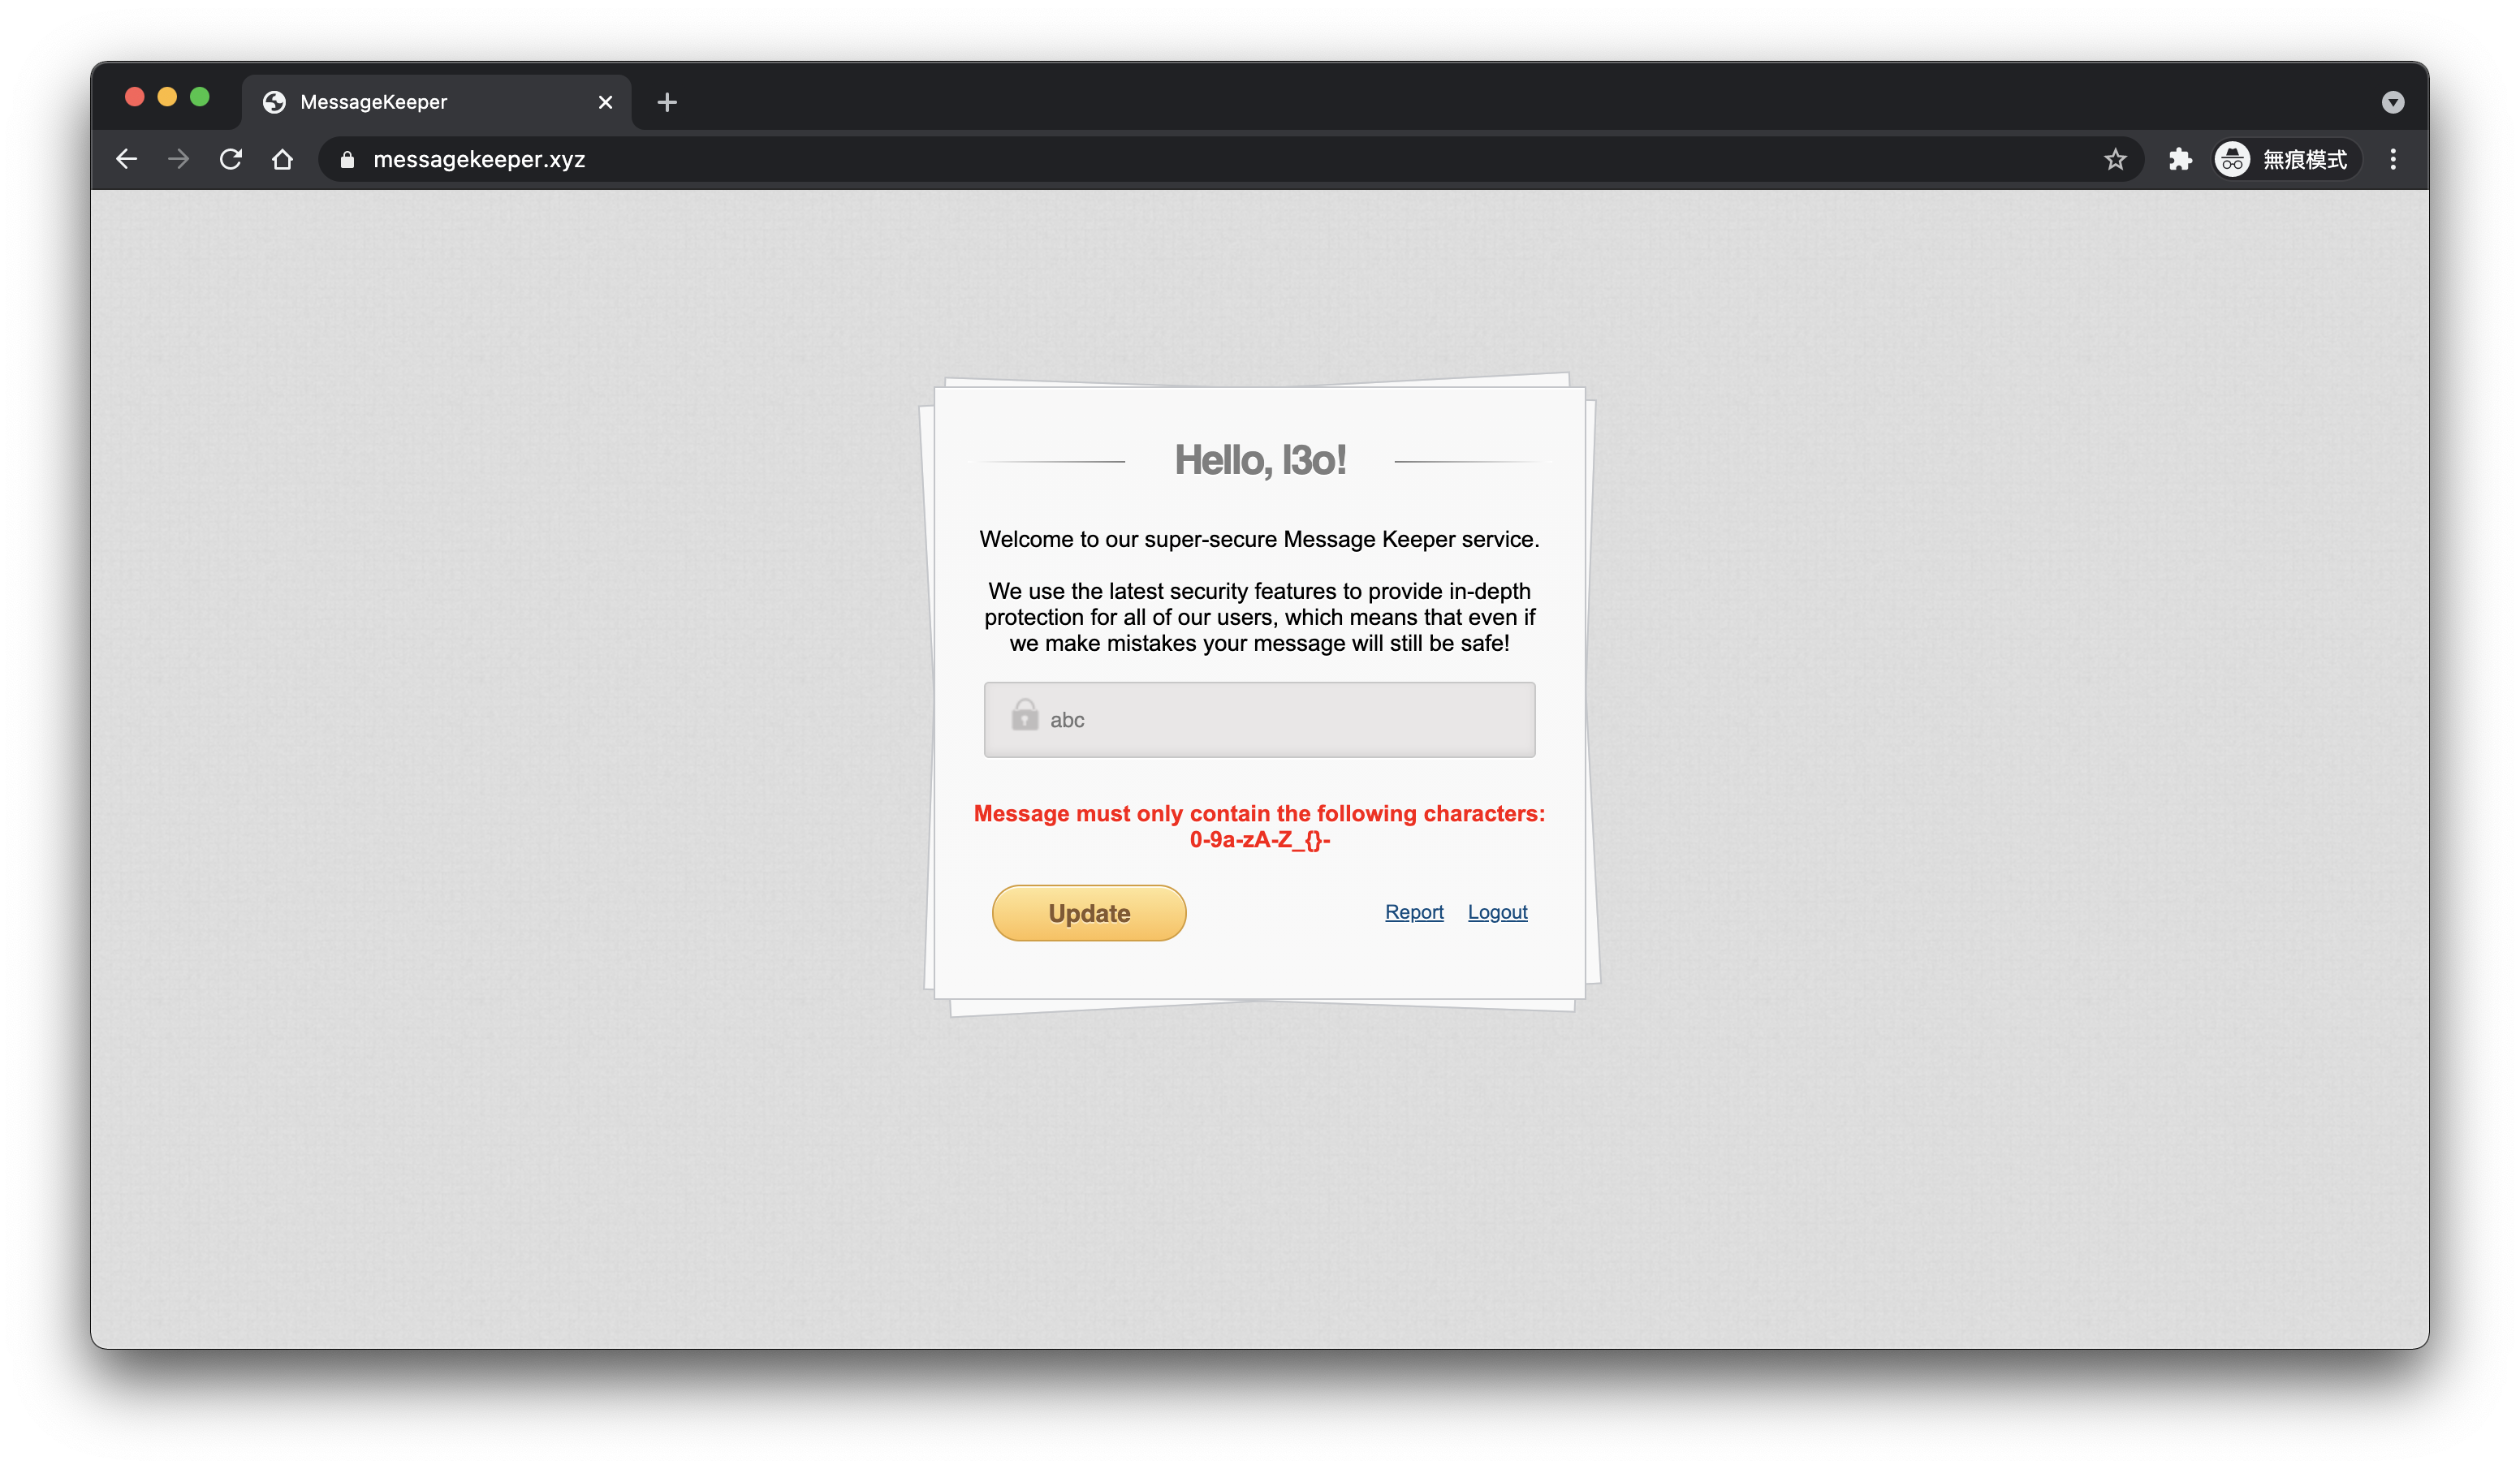 MessageKeeper
messagekeeper.xyz
無痕模式
Hello, l3o!
Welcome to our super-secure Message Keeper service.
We use the latest security features to provide in-depth
protection for all of our users, which means that even if
we make mistakes your message will still be safe!
abc
Message must only contain the following characters:
0-9a-zA-Z_{}-
Update
Report Logout